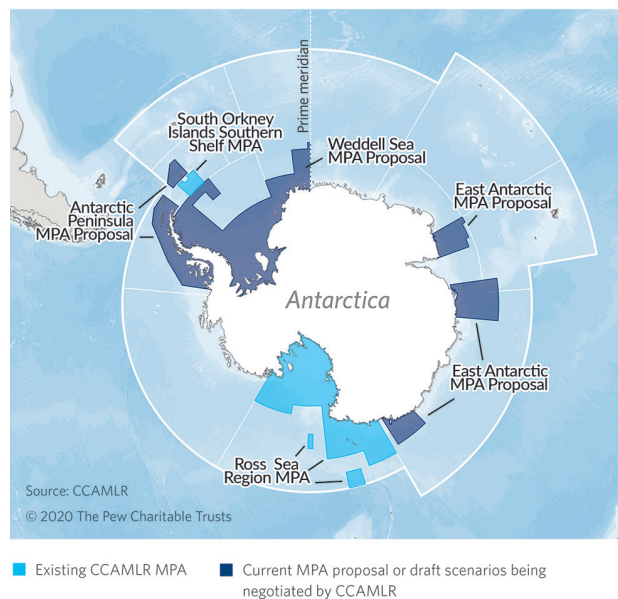 Prime meridian
South Orkney
Islands Southern
Shelf MPA
Weddell Sea
MPA Proposal
East Antarctic
MPA Proposal
Antarctic
Peninsula
MPA Proposal
Antarctica
East Antarctic
MPA Proposal
Ross Sea
Region MPA
Source: CCAMLR
© 2020 The Pew Charitable Trusts
Existing CCAMLR MPA
Current MPA proposal or draft scenarios being
negotiated by CCAMLR